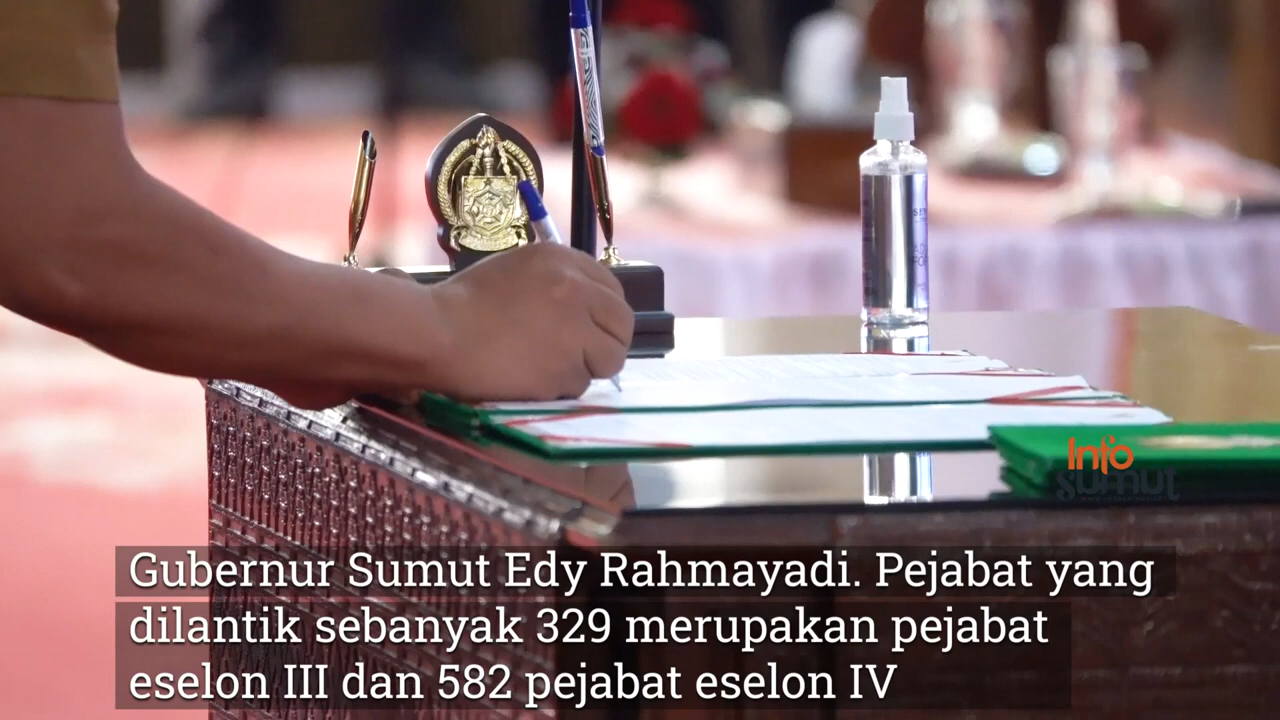 Info
sumut
Gubernur Sumut Edy Rahmayadi. Pejabat yang
dilantik sebanyak 329 merupakan pejabat
eselon III dan 582 pejabat eselon IV